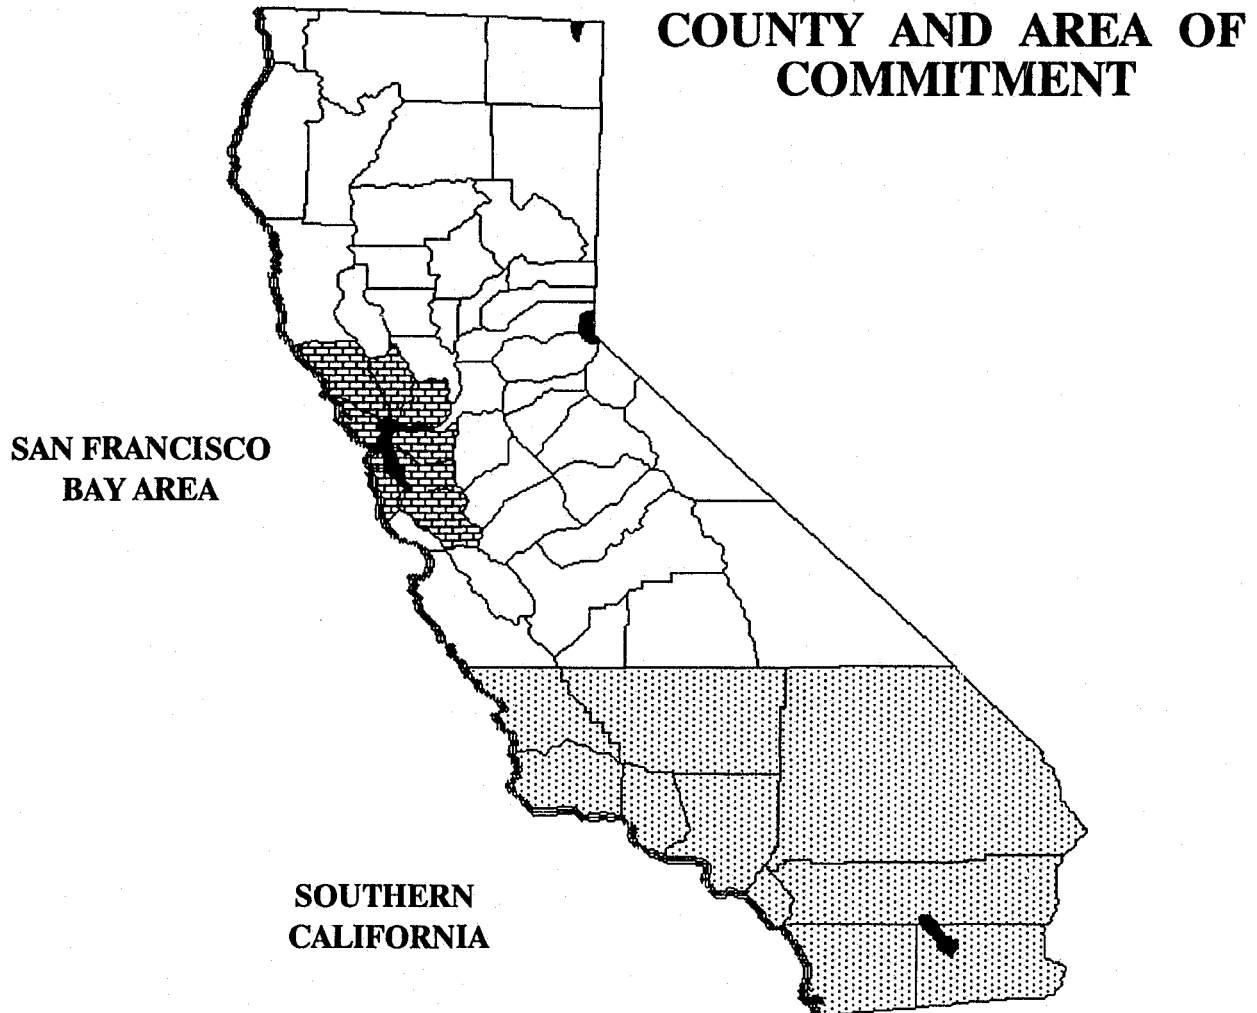 COUNTY AND AREA OF
COMMITMENT
SAN FRANCISCO
BAY AREA
SOUTHERN
CALIFORNIA